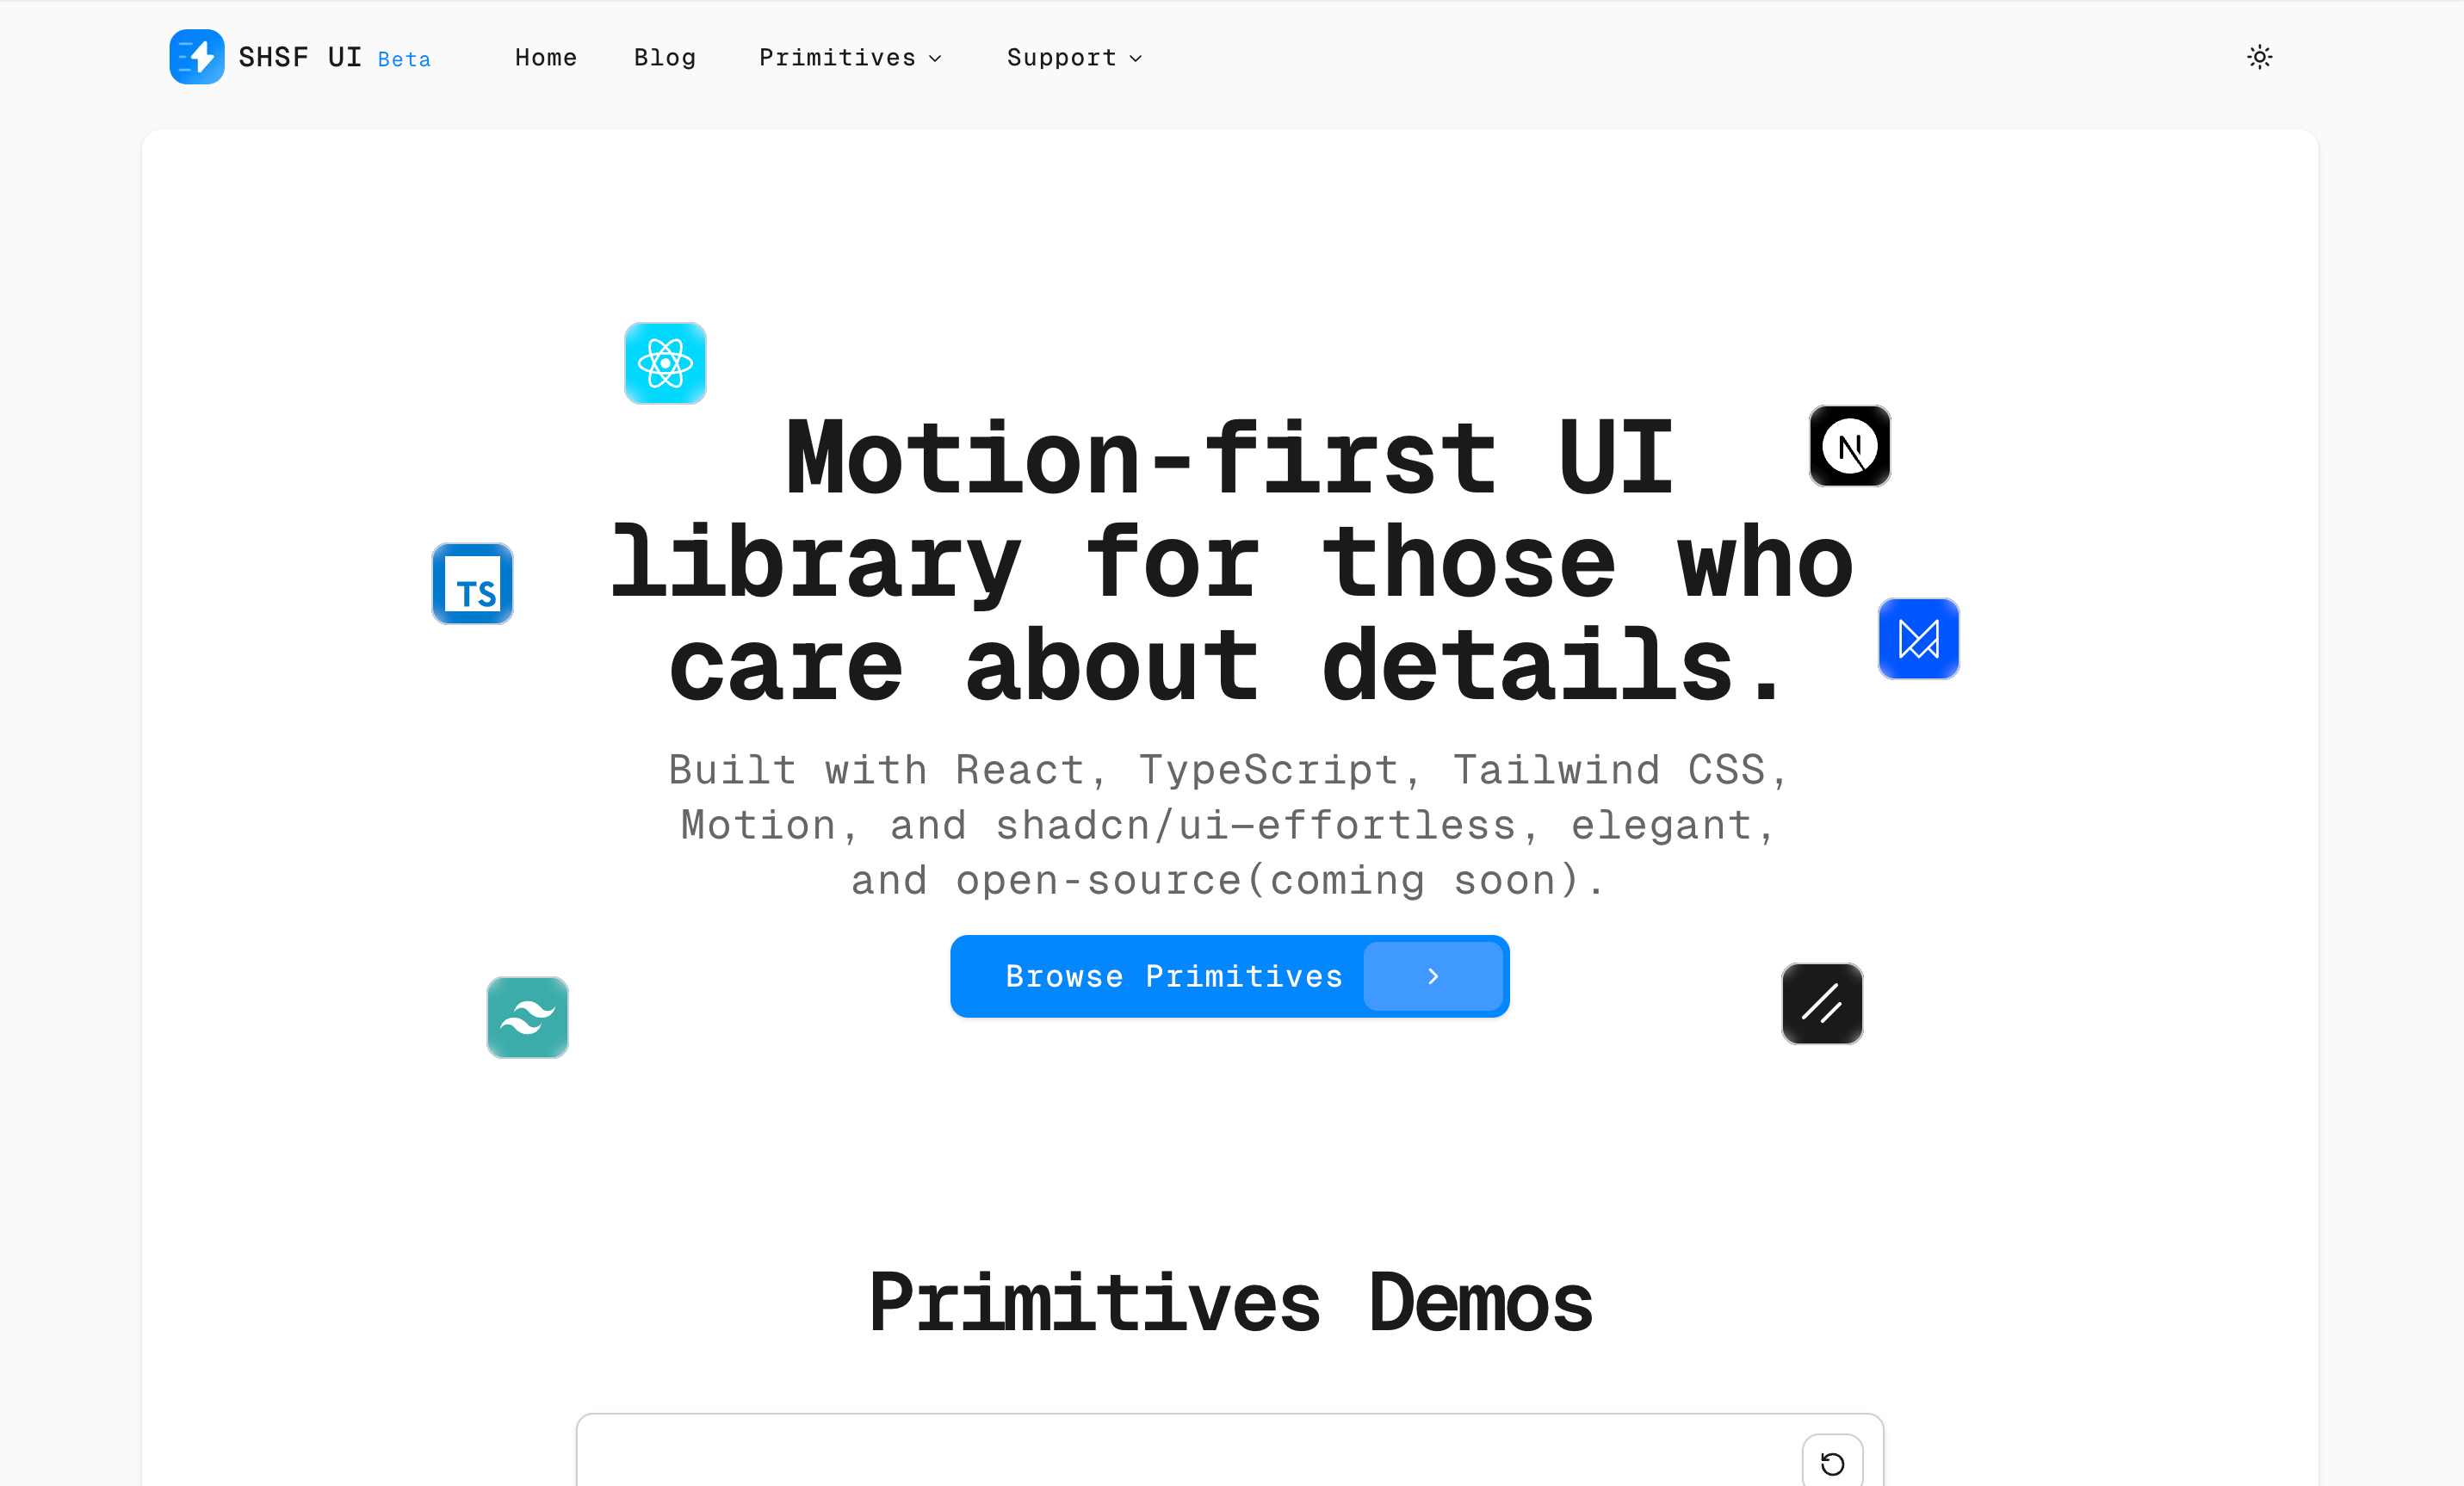 SHSF UI Beta Home Blog Primitives Support
Motion-first UI
N
library for those who
TS
care about details.
Built with React, TypeScript, Tailwind CSS,
Motion, and shadcn/ui—effortless, elegant,
and open-source(coming soon).
Browse Primitives
Primitives Demos